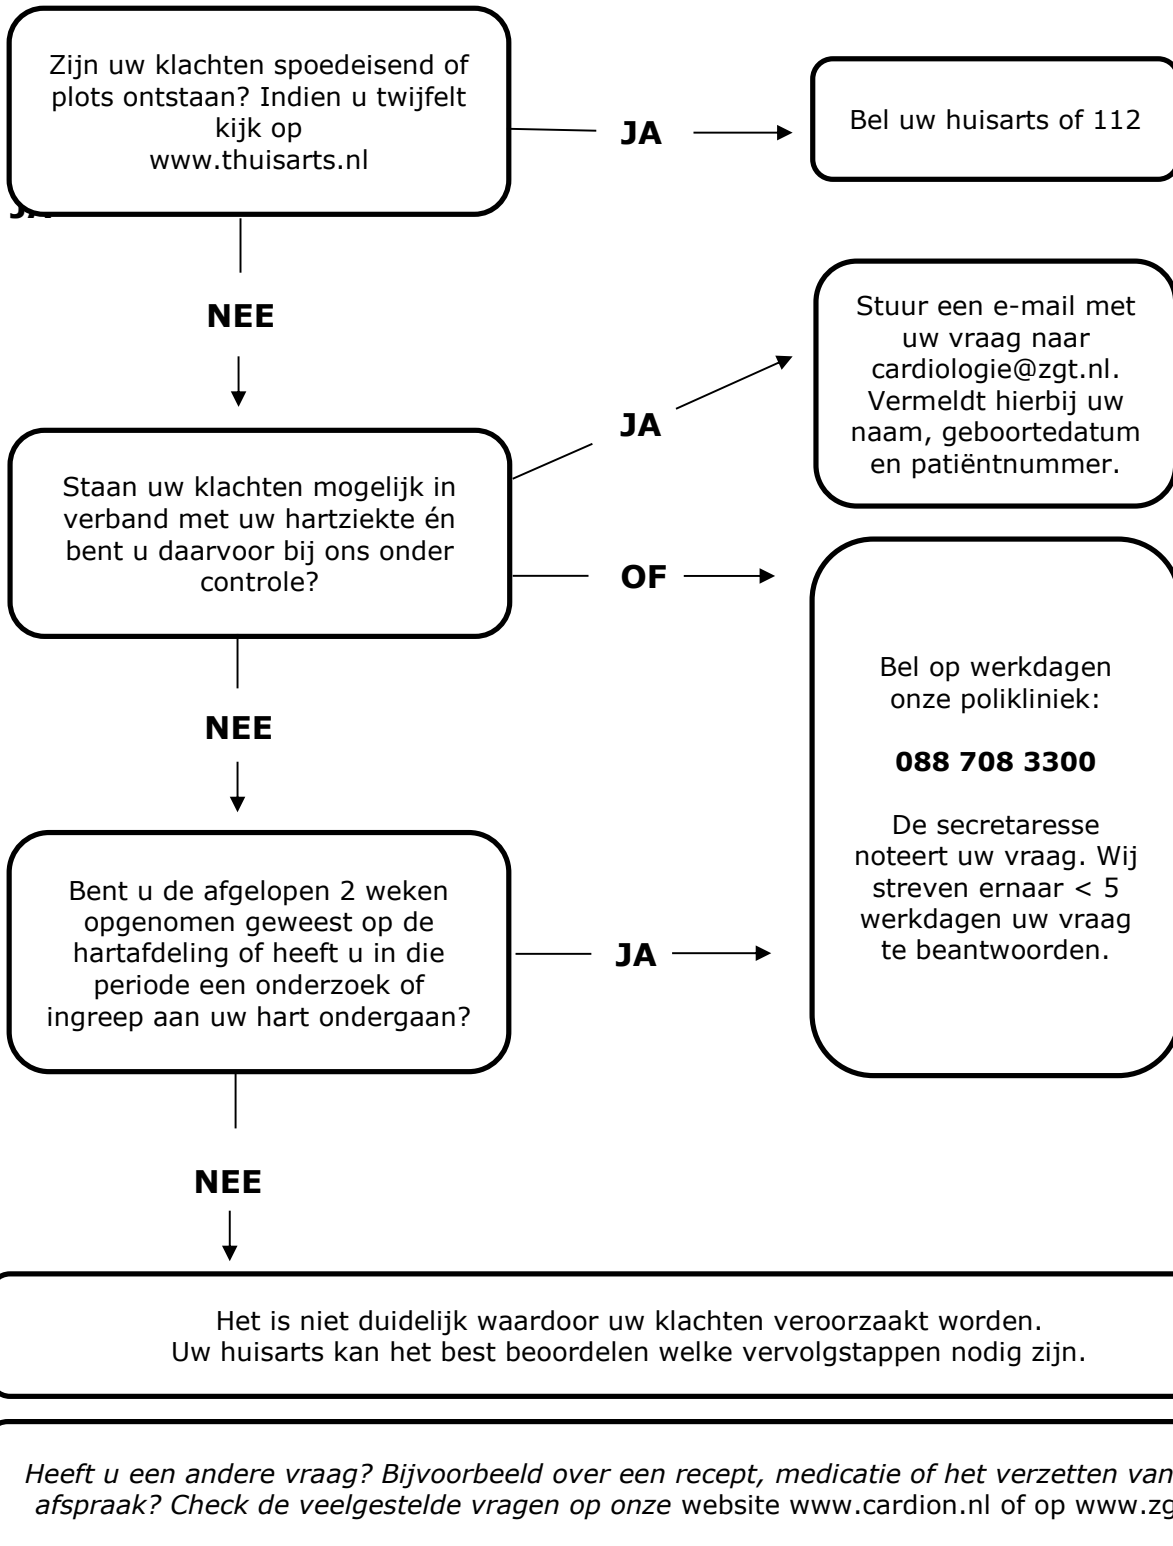 Zijn uw klachten spoedeisend of
plots ontstaan? Indien u twijfelt
kijk op
www.thuisarts.nl
JA
Bel uw huisarts of 112
NEE
Stuur een e-mail met
uw vraag naar
cardiologie@zgt.nl.
Vermeldt hierbij uw
naam, geboortedatum
en patiëntnummer.
JA
Staan uw klachten mogelijk in
verband met uw hartziekte én
bent u daarvoor bij ons onder
controle?
OF
Bel op werkdagen
onze polikliniek:
088 708 3300
De secretaresse
noteert uw vraag. Wij
streven ernaar < 5
werkdagen uw vraag
te beantwoorden.
NEE
Bent u de afgelopen 2 weken
opgenomen geweest op de
hartafdeling of heeft u in die
periode een onderzoek of
ingreep aan uw hart ondergaan?
JA
NEE
Het is niet duidelijk waardoor uw klachten veroorzaakt worden.
Uw huisarts kan het best beoordelen welke vervolgstappen nodig zijn.
Heeft u een andere vraag? Bijvoorbeeld over een recept, medicatie of het verzetten van
afspraak? Check de veelgestelde vragen op onze website www.cardion.nl of op www.zg